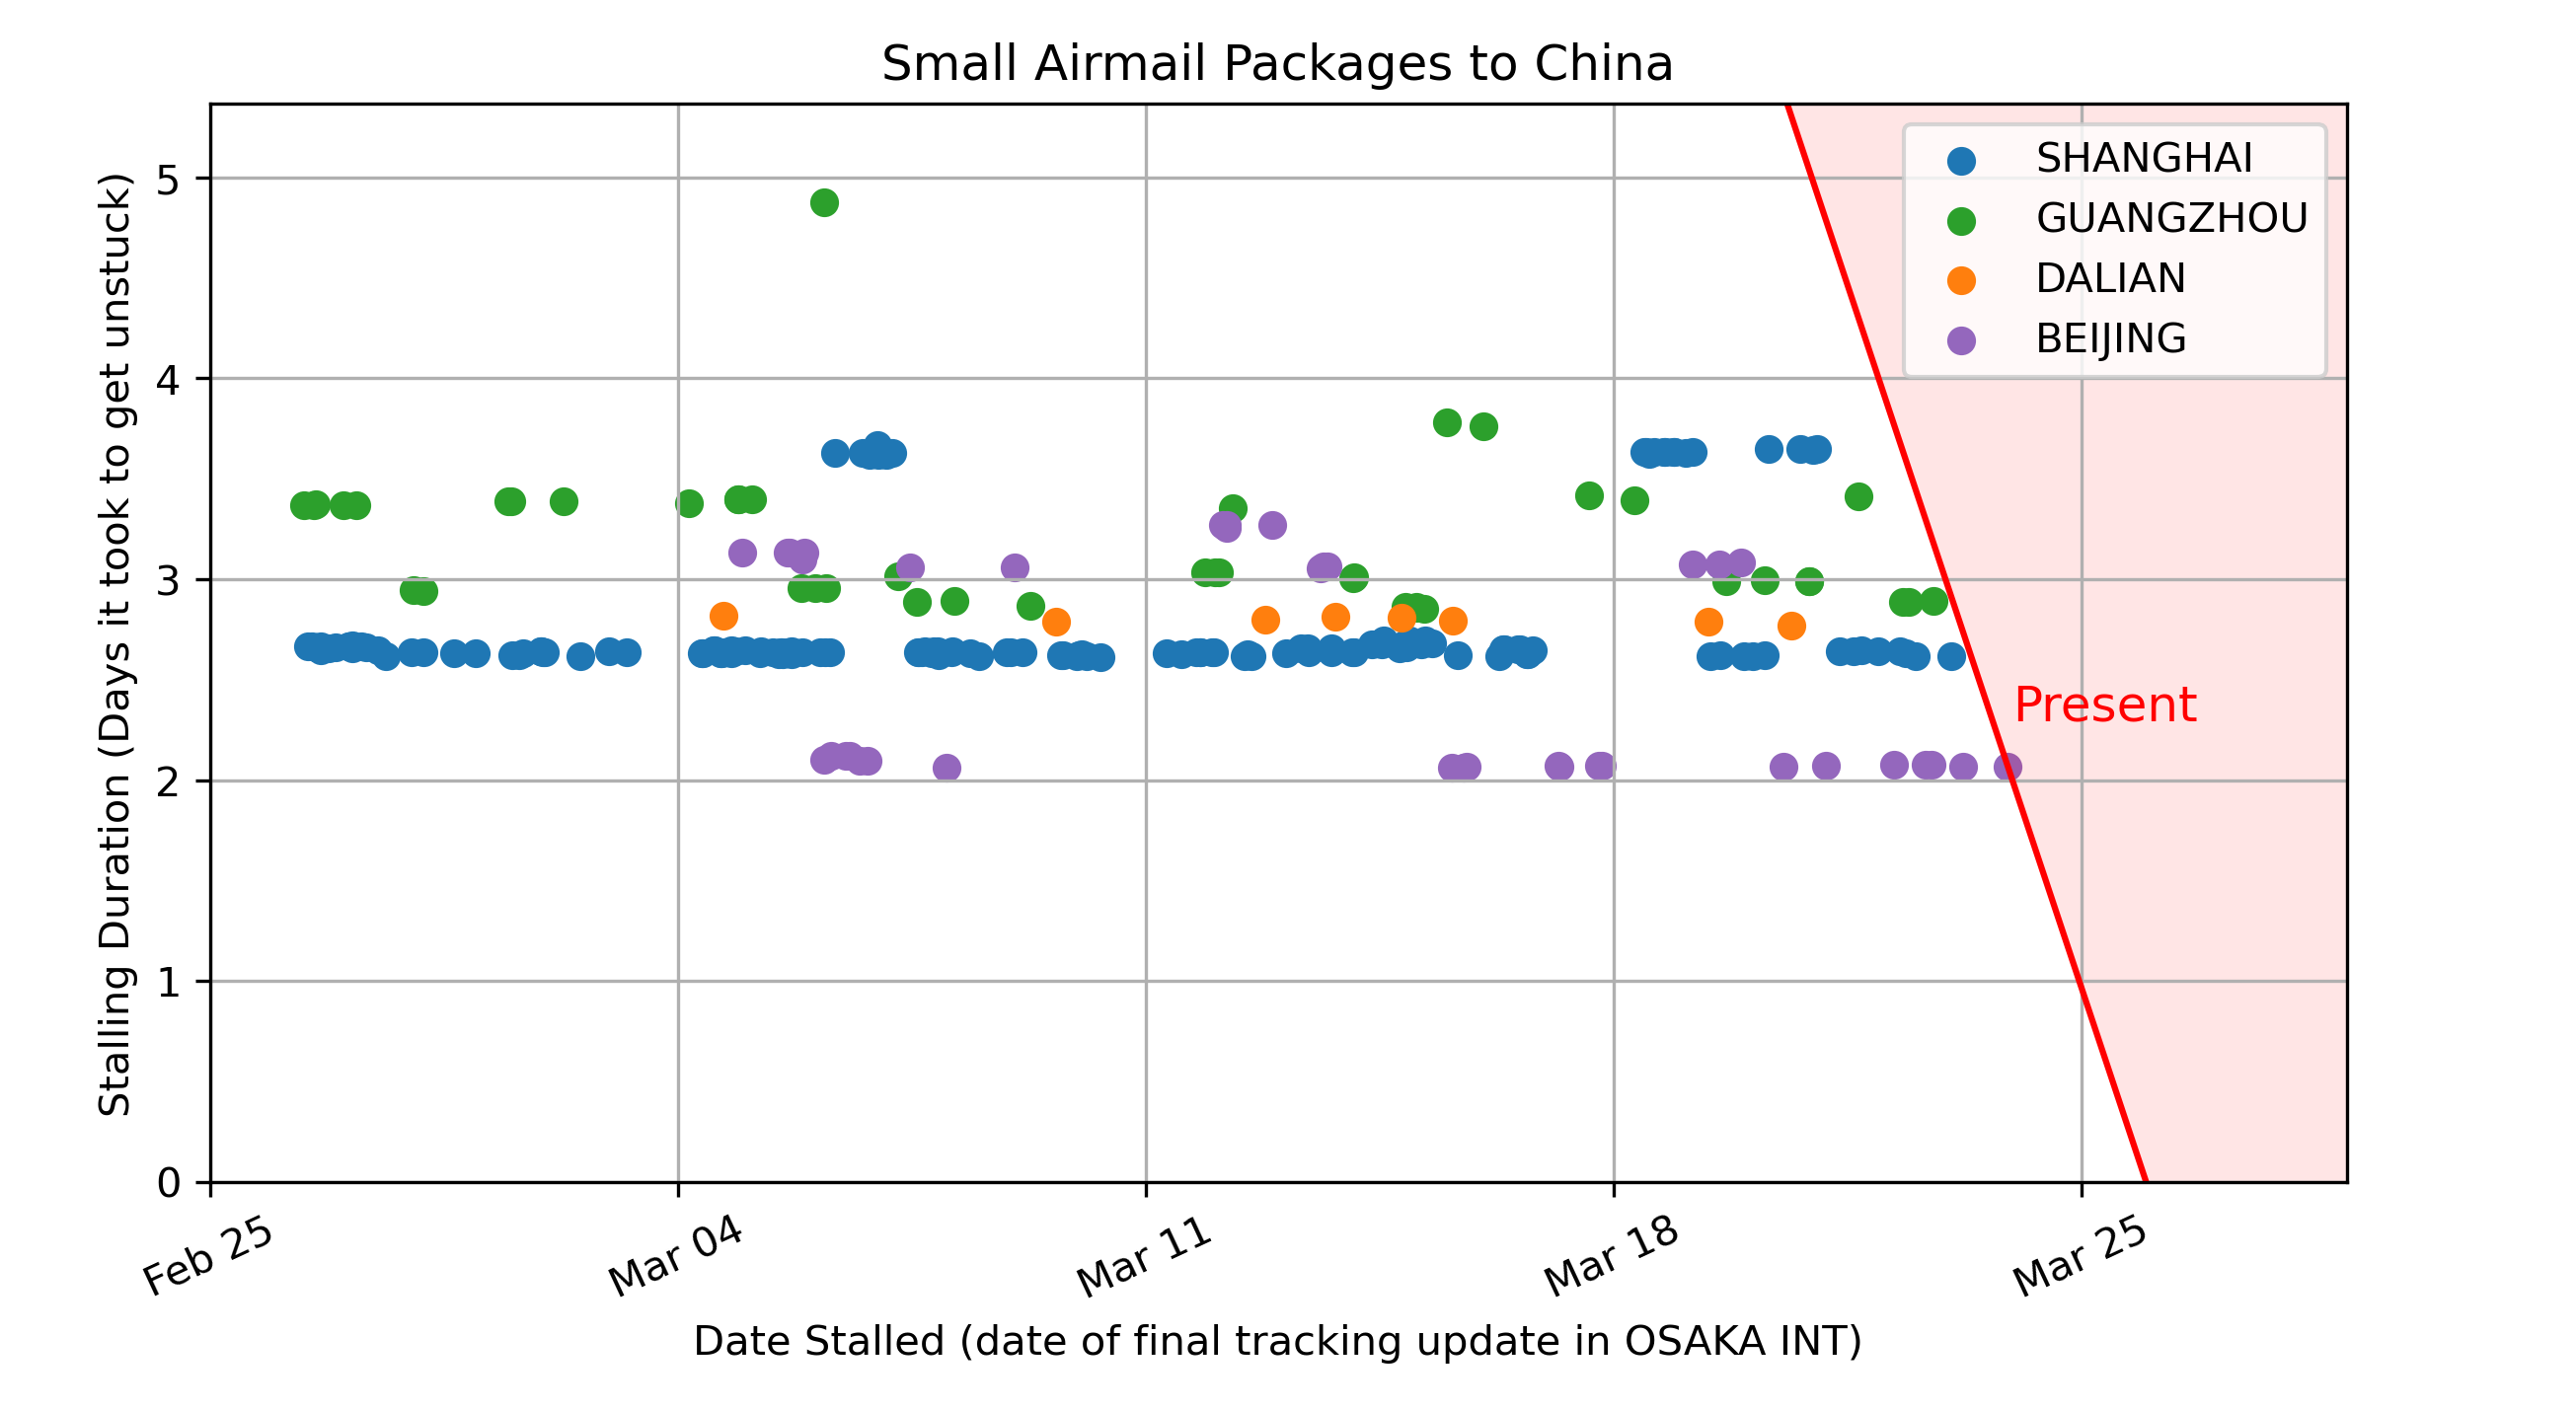 Small Airmail Packages to China
Stalling Duration (Days it took to get unstuck)
5
4
3
2
1
0
SHANGHAI
GUANGZHOU
DALIAN
BEIJING
Present
Feb 25
Mar 04
Mar 11
Mar 18
Mar 25
Date Stalled (date of final tracking update in OSAKA INT)